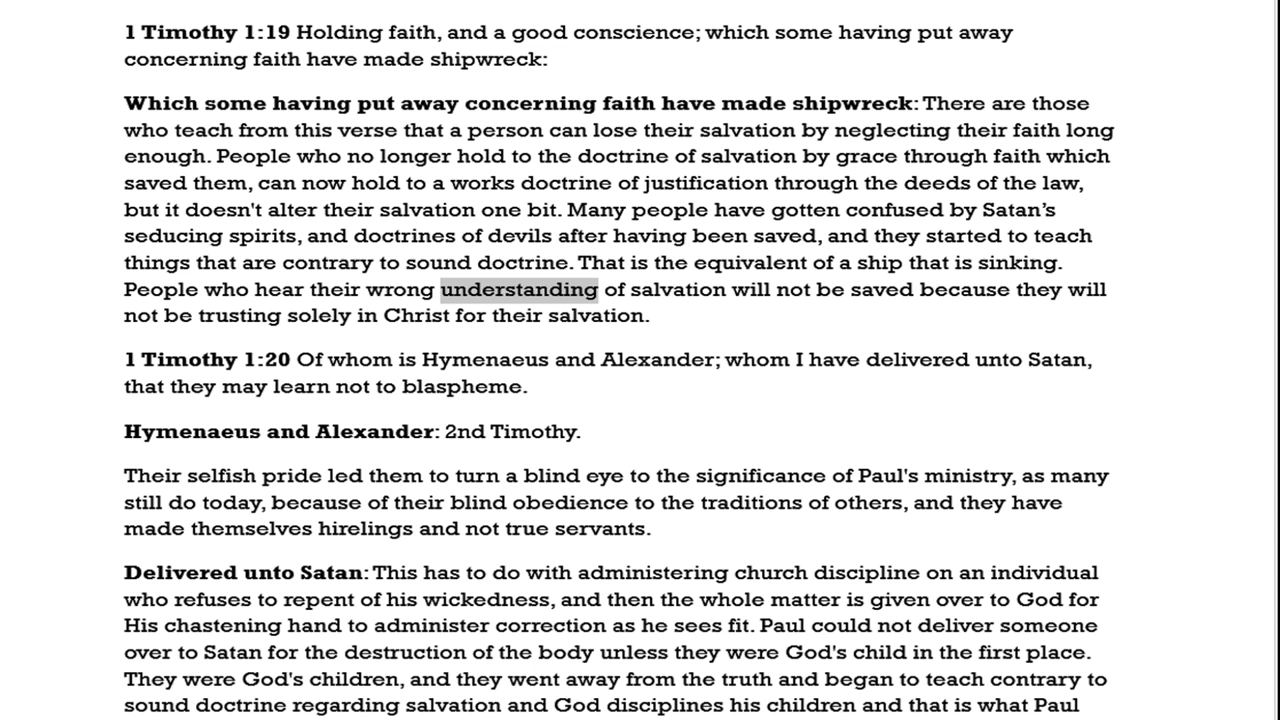 1 Timothy 1:19 Holding faith, and a good conscience; which some having put away
concerning faith have made shipwreck:
Which some having put away concerning faith have made shipwreck: There are those
who teach from this verse that a person can lose their salvation by neglecting their faith long
enough. People who no longer hold to the doctrine of salvation by grace through faith which
saved them, can now hold to a works doctrine of justification through the deeds of the law,
but it doesn't alter their salvation one bit. Many people have gotten confused by Satan’s
seducing spirits, and doctrines of devils after having been saved, and they started to teach
things that are contrary to sound doctrine. That is the equivalent of a ship that is sinking.
People who hear their wrong understanding of salvation will not be saved because they will
not be trusting solely in Christ for their salvation.
1 Timothy 1:20 Of whom is Hymenaeus and Alexander; whom I have delivered unto Satan,
that they may learn not to blaspheme.
Hymenaeus and Alexander: 2nd Timothy.
Their selfish pride led them to turn a blind eye to the significance of Paul's ministry, as many
still do today, because of their blind obedience to the traditions of others, and they have
made themselves hirelings and not true servants.
Delivered unto Satan: This has to do with administering church discipline on an individual
who refuses to repent of his wickedness, and then the whole matter is given over to God for
His chastening hand to administer correction as he sees fit. Paul could not deliver someone
over to Satan for the destruction of the body unless they were God's child in the first place.
They were God's children, and they went away from the truth and began to teach contrary to
sound doctrine regarding salvation and God disciplines his children and that is what Paul